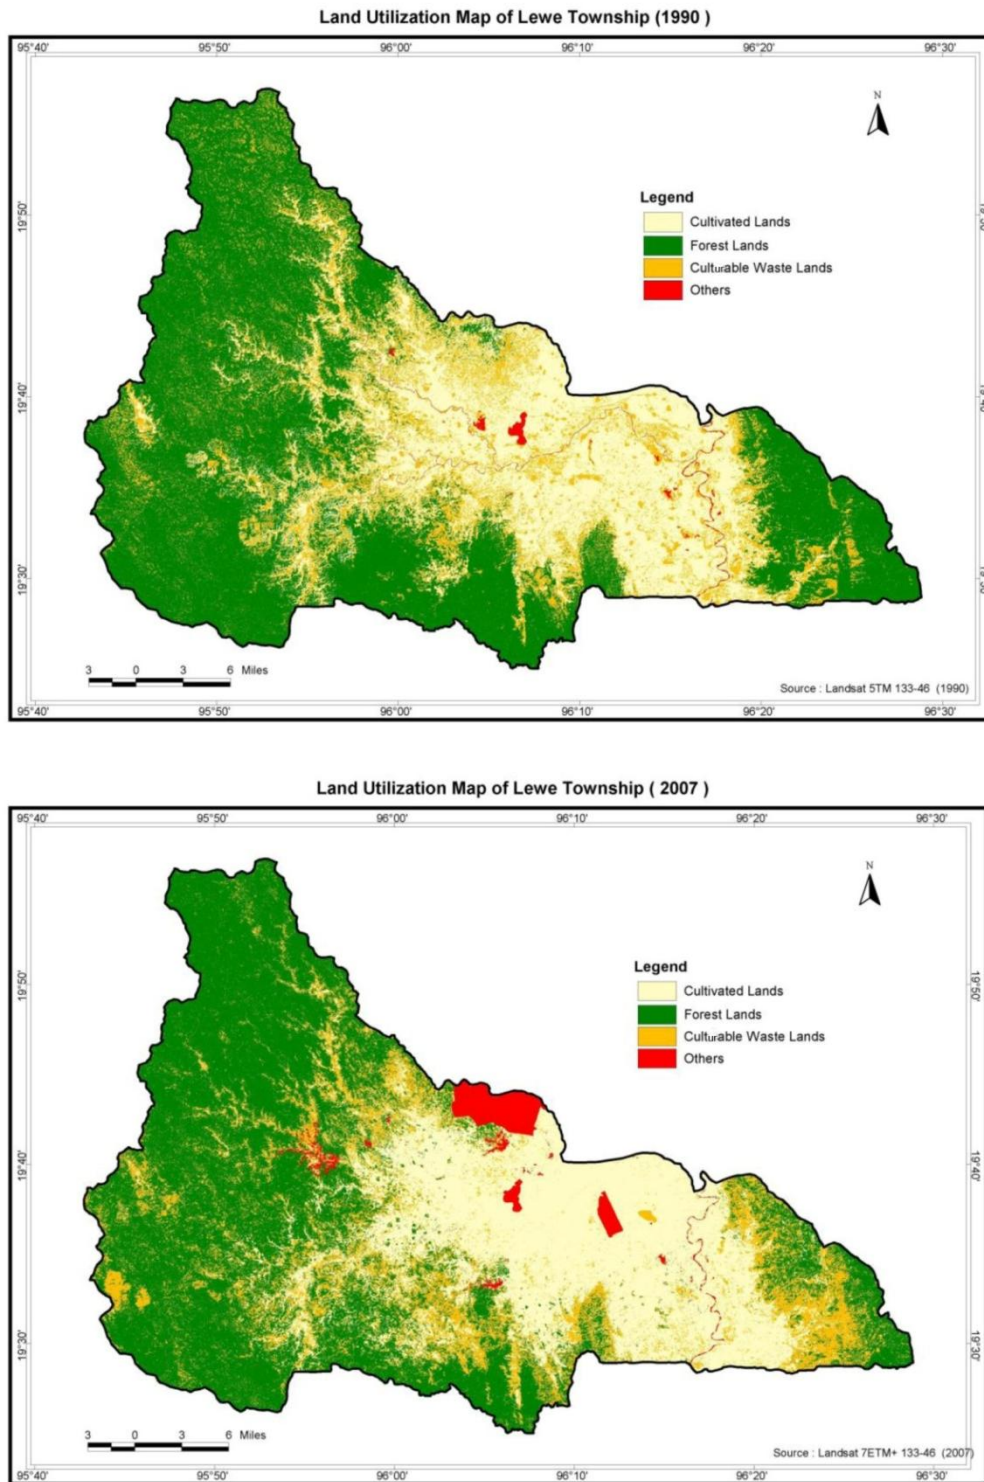 Land Utilization Map of Lewe Township (1990 )
95°40' 95°50' 96°00' 96°10' 96°20' 96°30'
N
19°50'
Legend
Cultivated Lands
Forest Lands
Culturable Waste Lands
Others
19°40'
19°40'
19°30'
3 0 3 6 Miles
Source : Landsat 5TM 133-46 (1990)
95°40' 95°50' 96°00' 96°10' 96°20' 96°30'
Land Utilization Map of Lewe Township ( 2007 )
95°40' 95°50' 96°00' 96°10' 96°20' 96°30'
N
19°50' 19°50'
Legend
Cultivated Lands
Forest Lands
Culturable Waste Lands
Others
19°40' 19°40'
19°30' 19°30'
3 0 3 6 Miles
Source : Landsat 7ETM+ 133-46 (2007)
95°40' 95°50' 96°00' 96°10' 96°20' 96°30'